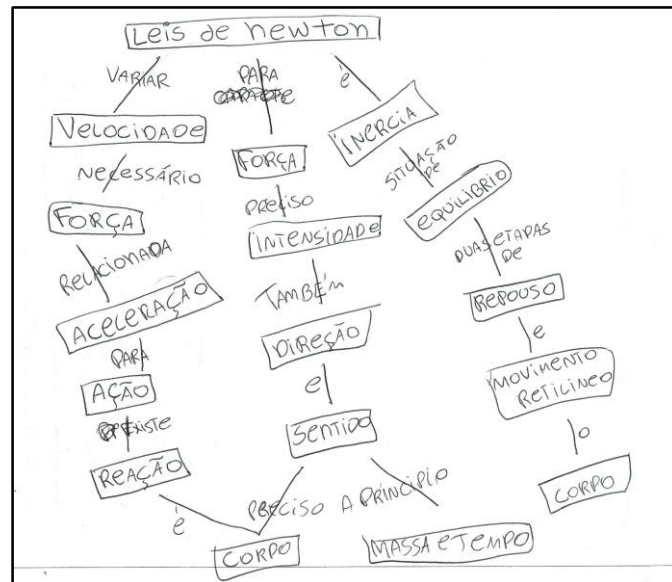 Leis de newton
VARIAR
PARA
é
VELOCIDADE
INERCIA
NECESSÁRIO
FORÇA
SITUAÇÃO
DE
FORÇA
PRECISO
EQUILIBRIO
RELACIONADA
INTENSIDADE
DUAS ETAPAS
DE
ACELERAÇÃO
TAMBÉM
REPOUSO
PARA
DIREÇÃO
e
AÇÃO
e
MOVIMENTO
RETILINEO
EXISTE
SENTIDO
O
REAÇÃO
CORPO
é
PRECISO A PRINCIPIO
CORPO
MASSA e TEMPO